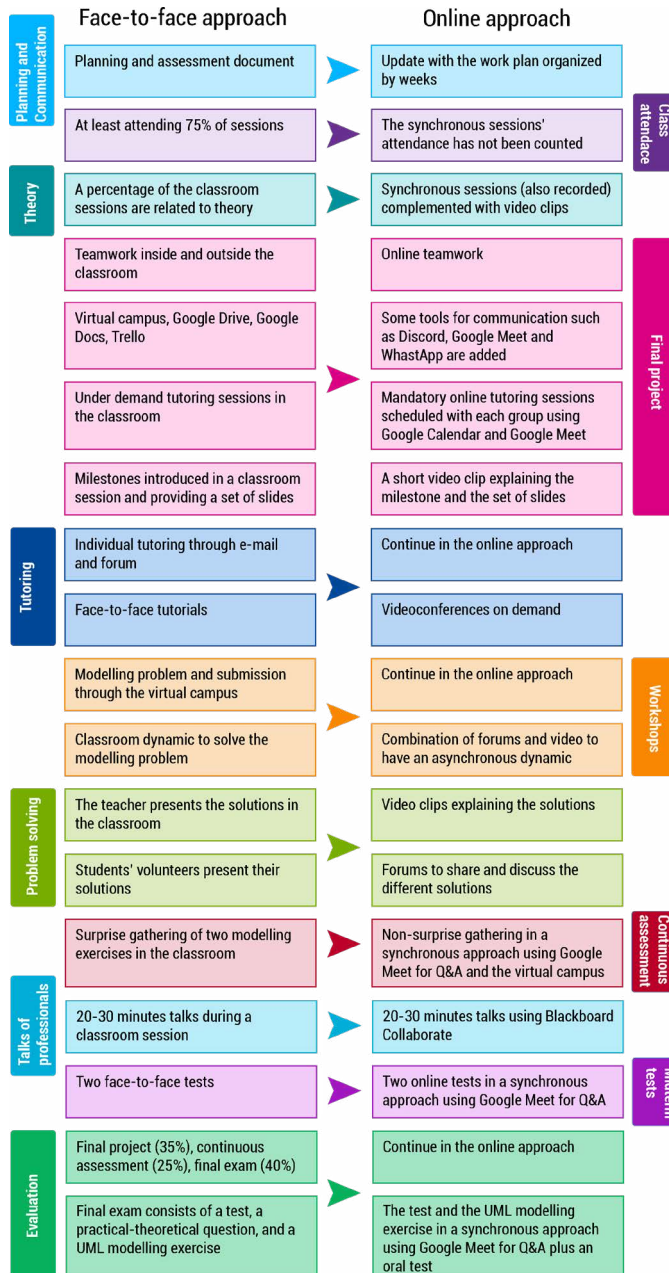 Face-to-face approach
Online approach
Planning and
Communication
Planning and assessment document
Update with the work plan organized
by weeks
At least attending 75% of sessions
The synchronous sessions'
attendance has not been counted
Class
attendace
Theory
A percentage of the classroom
sessions are related to theory
Synchronous sessions (also recorded)
complemented with video clips
Teamwork inside and outside the
classroom
Online teamwork
Virtual campus, Google Drive, Google
Docs, Trello
Some tools for communication such
as Discord, Google Meet and
WhastApp are added
Final project
Under demand tutoring sessions in
the classroom
Mandatory online tutoring sessions
scheduled with each group using
Google Calendar and Google Meet
Milestones introduced in a classroom
session and providing a set of slides
A short video clip explaining the
milestone and the set of slides
Tutoring
Individual tutoring through e-mail
and forum
Continue in the online approach
Face-to-face tutorials
Videoconferences on demand
Modelling problem and submission
through the virtual campus
Continue in the online approach
Workshops
Classroom dynamic to solve the
modelling problem
Combination of forums and video to
have an asynchronous dynamic
Problem solving
The teacher presents the solutions in
the classroom
Video clips explaining the solutions
Students' volunteers present their
solutions
Forums to share and discuss the
different solutions
Surprise gathering of two modelling
exercises in the classroom
Non-surprise gathering in a
synchronous approach using Google
Meet for Q&A and the virtual campus
Continuous
assessment
Talks of
professionals
20-30 minutes talks during a
classroom session
20-30 minutes talks using Blackboard
Collaborate
Two face-to-face tests
Two online tests in a synchronous
approach using Google Meet for Q&A
tests
Evaluation
Final project (35%), continuous
assessment (25%), final exam (40%)
Continue in the online approach
Final exam consists of a test, a
practical-theoretical question, and a
UML modelling exercise
The test and the UML modelling
exercise in a synchronous approach
using Google Meet for Q&A plus an
oral test